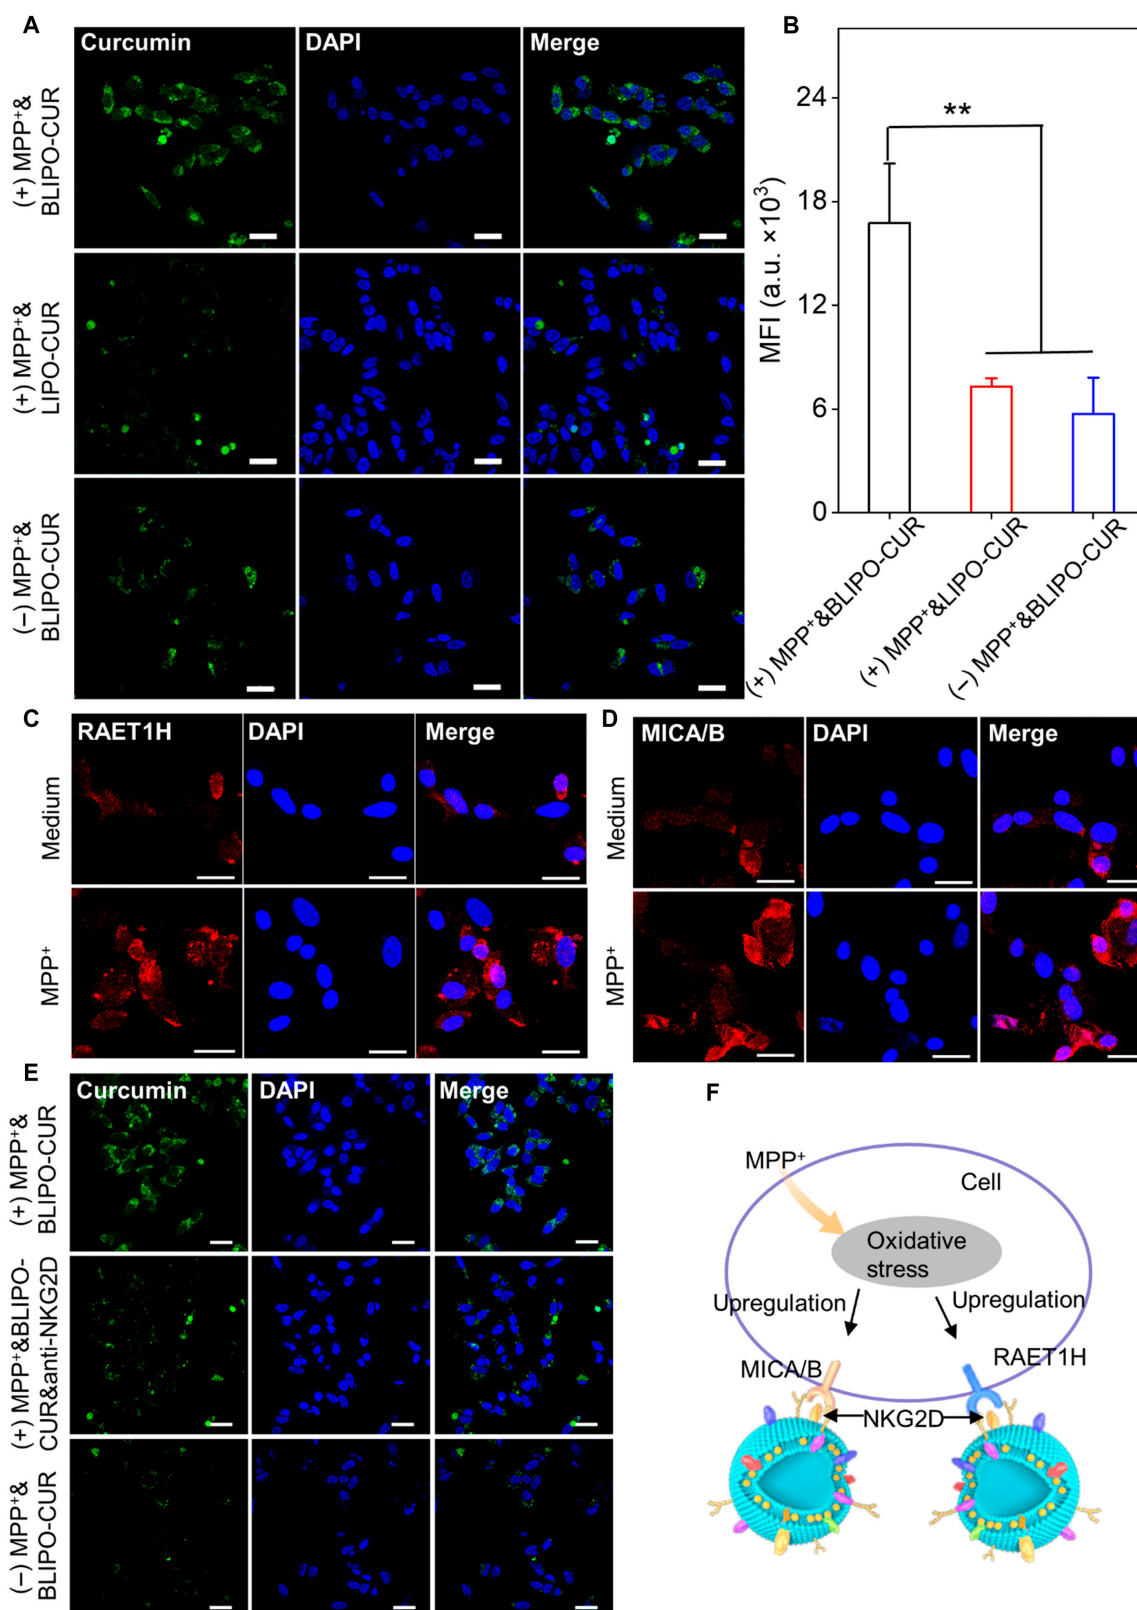 A
Curcumin
DAPI
Merge
(+) MPP⁺&
BLIPO-CUR
(+) MPP⁺&
LIPO-CUR
(−) MPP⁺&
BLIPO-CUR
B
MFI (a.u. ×10³)
24
18
12
6
0
**
(+) MPP⁺&BLIPO-CUR
(+) MPP⁺&LIPO-CUR
(−) MPP⁺&BLIPO-CUR
C
RAET1H
DAPI
Merge
Medium
MPP⁺
D
MICA/B
DAPI
Merge
Medium
MPP⁺
E
Curcumin
DAPI
Merge
(+) MPP⁺&
BLIPO-CUR
(+) MPP⁺&BLIPO-
CUR&anti-NKG2D
(−) MPP⁺&
BLIPO-CUR
F
MPP⁺
Cell
Oxidative
stress
Upregulation
Upregulation
MICA/B
RAET1H
NKG2D